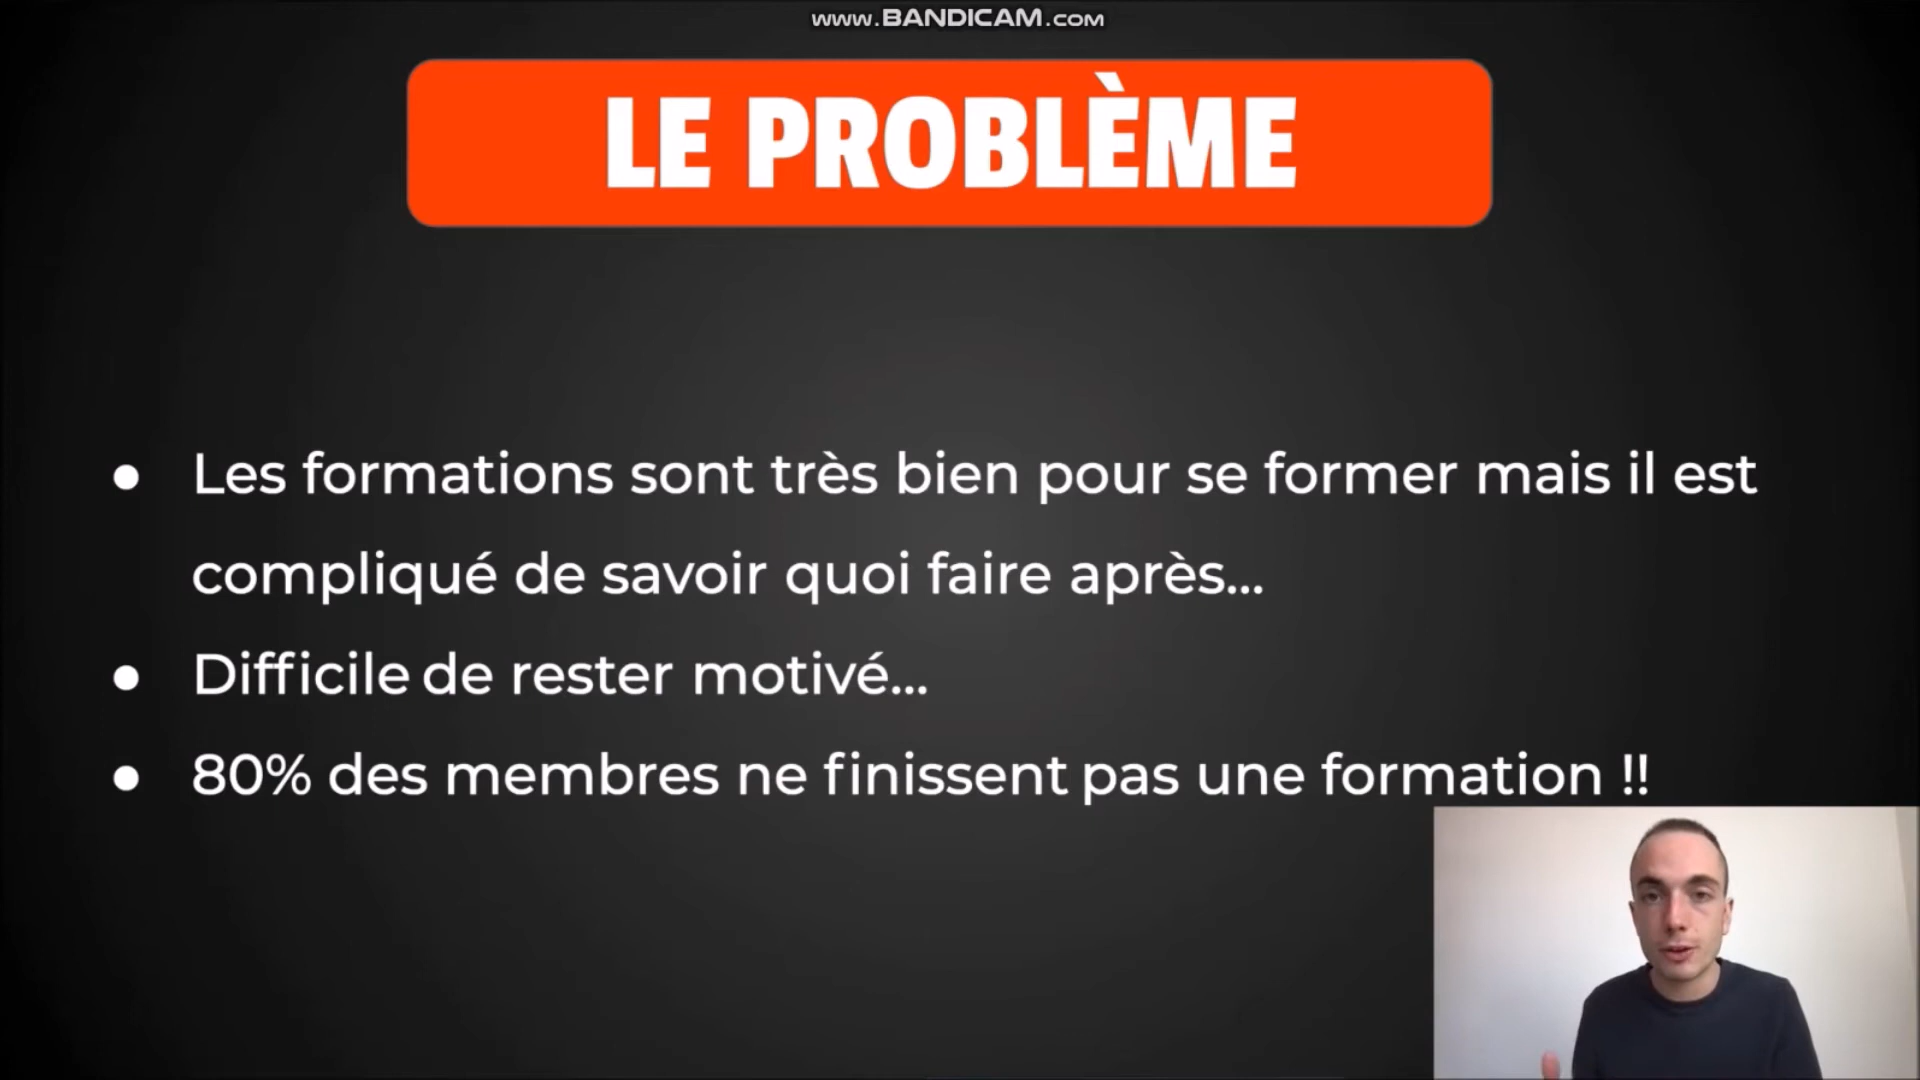 www.BANDICAM.com
LE PROBLÈME
● Les formations sont très bien pour se former mais il est
compliqué de savoir quoi faire après...
● Difficile de rester motivé...
● 80% des membres ne finissent pas une formation !!